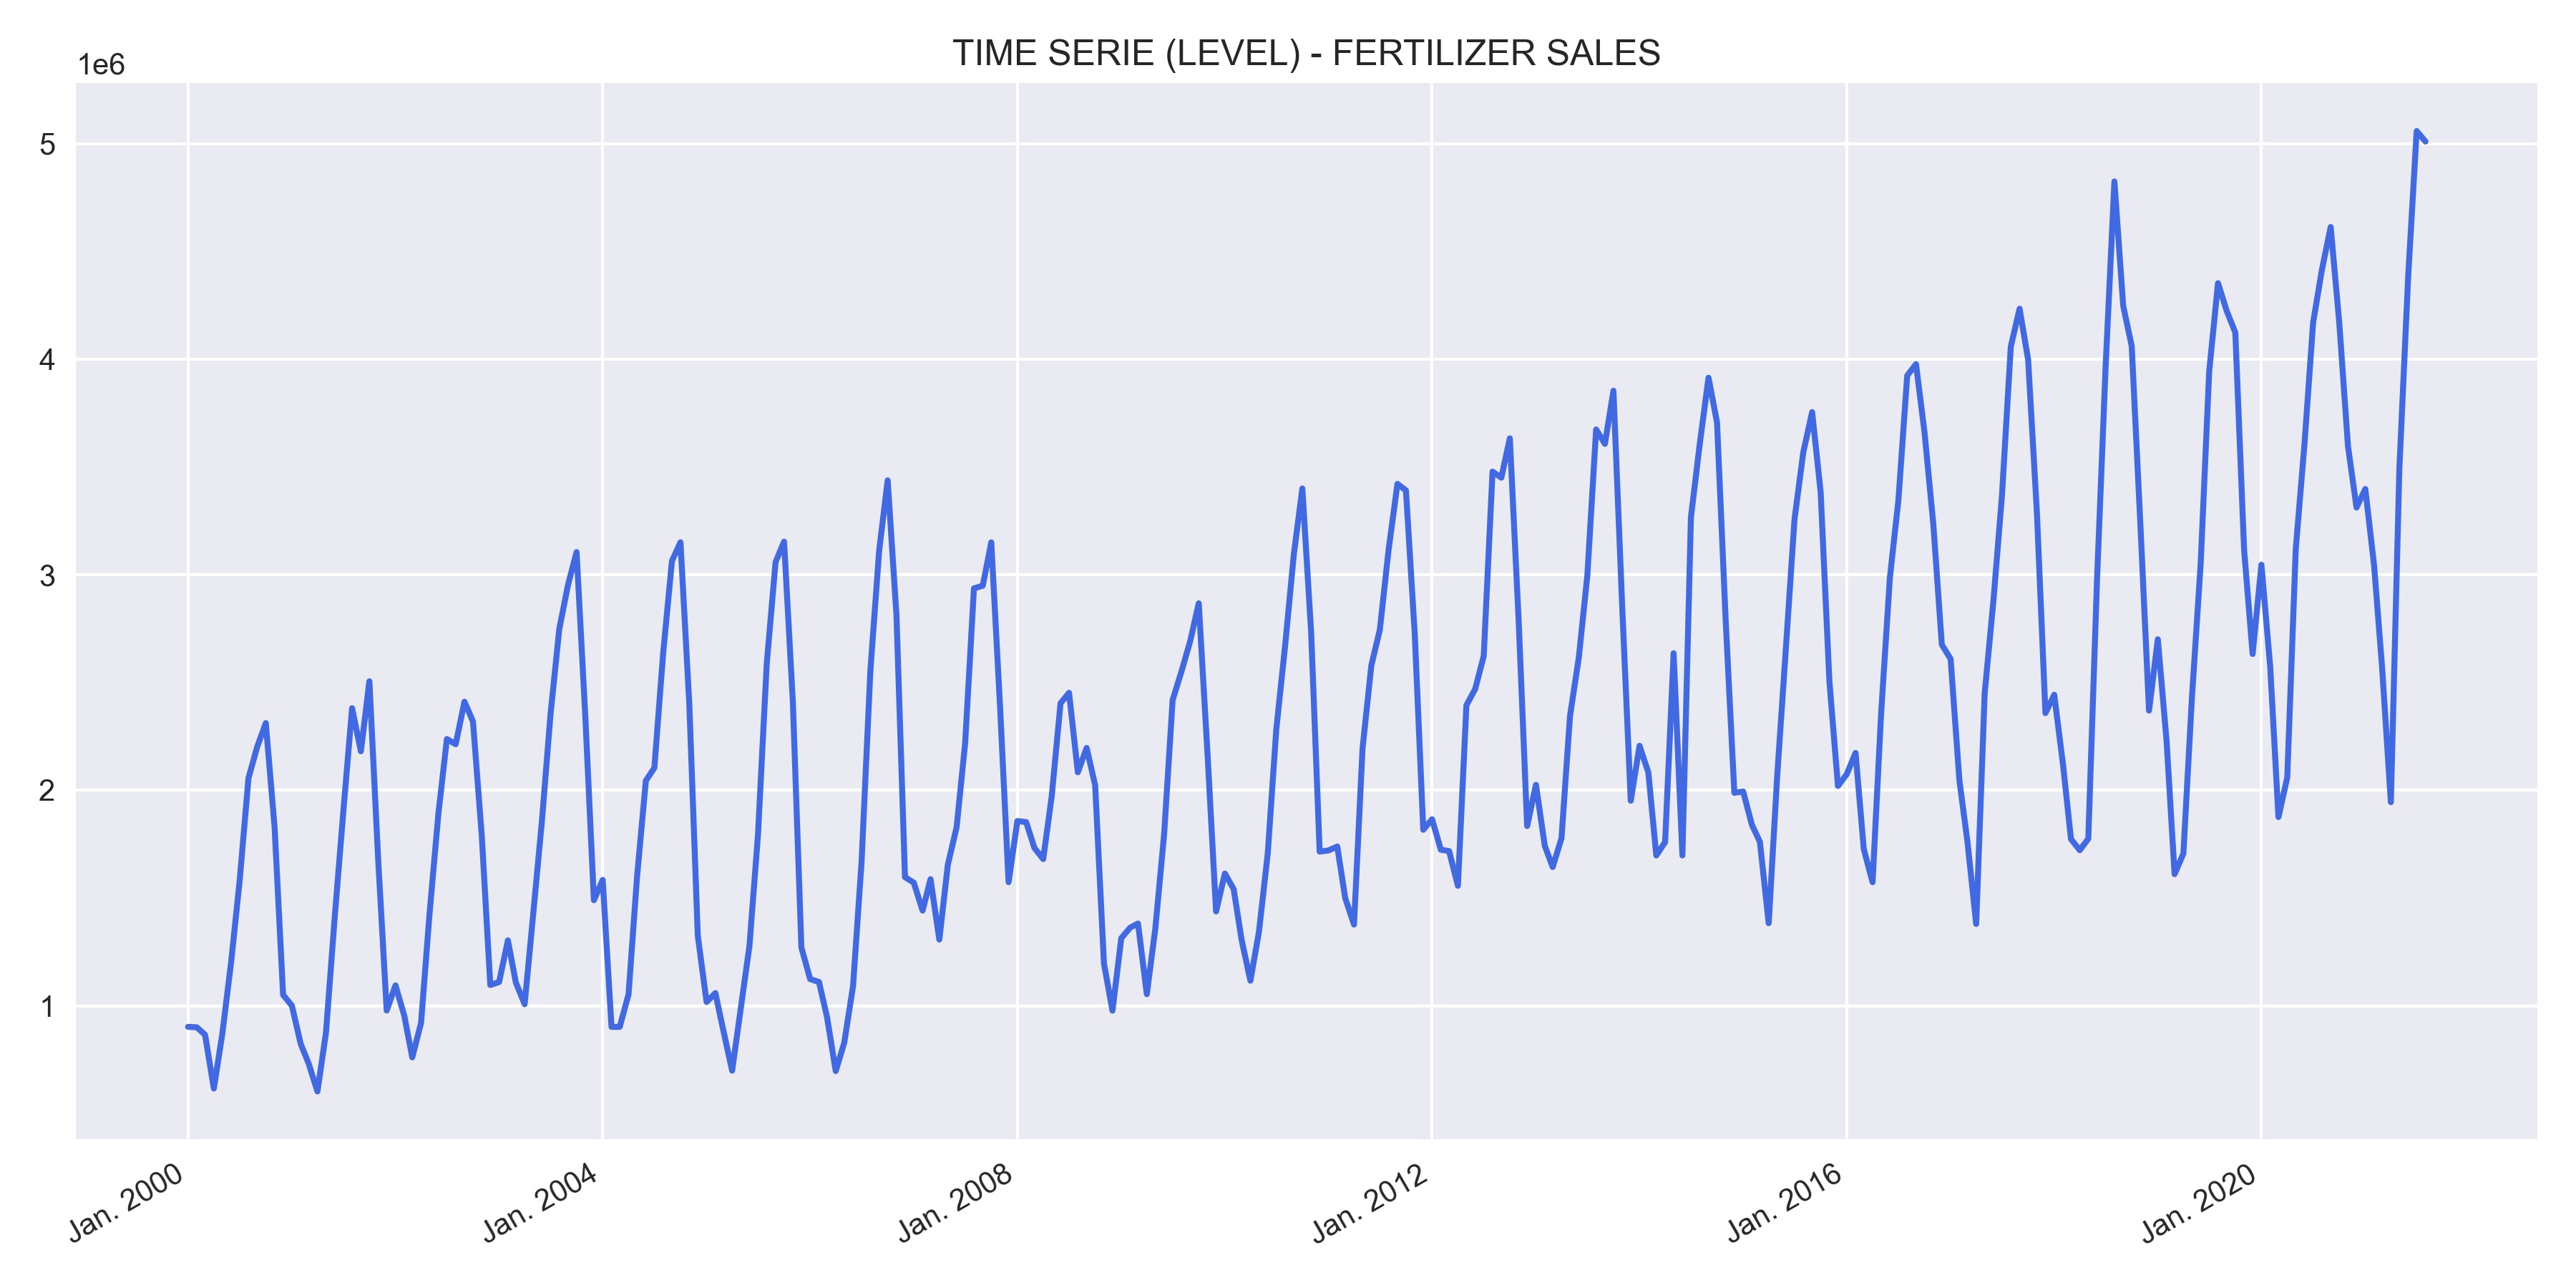 TIME SERIE (LEVEL) - FERTILIZER SALES
1e6
5
4
3
2
1
Jan. 2000
Jan. 2004
Jan. 2008
Jan. 2012
Jan. 2016
Jan. 2020